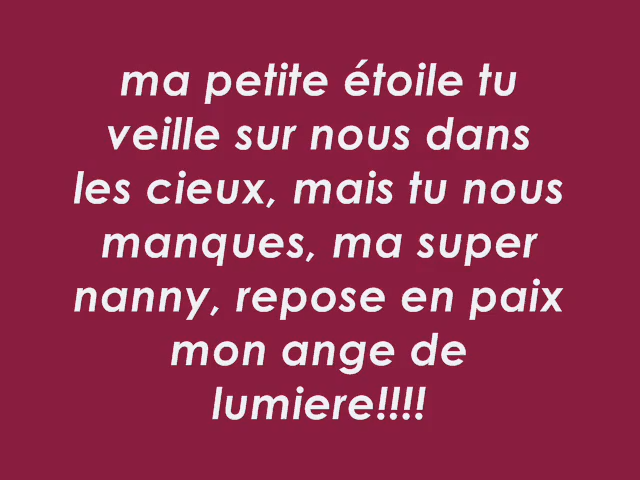 ma petite étoile tu
veille sur nous dans
les cieux, mais tu nous
manques, ma super
nanny, repose en paix
mon ange de
lumiere!!!!